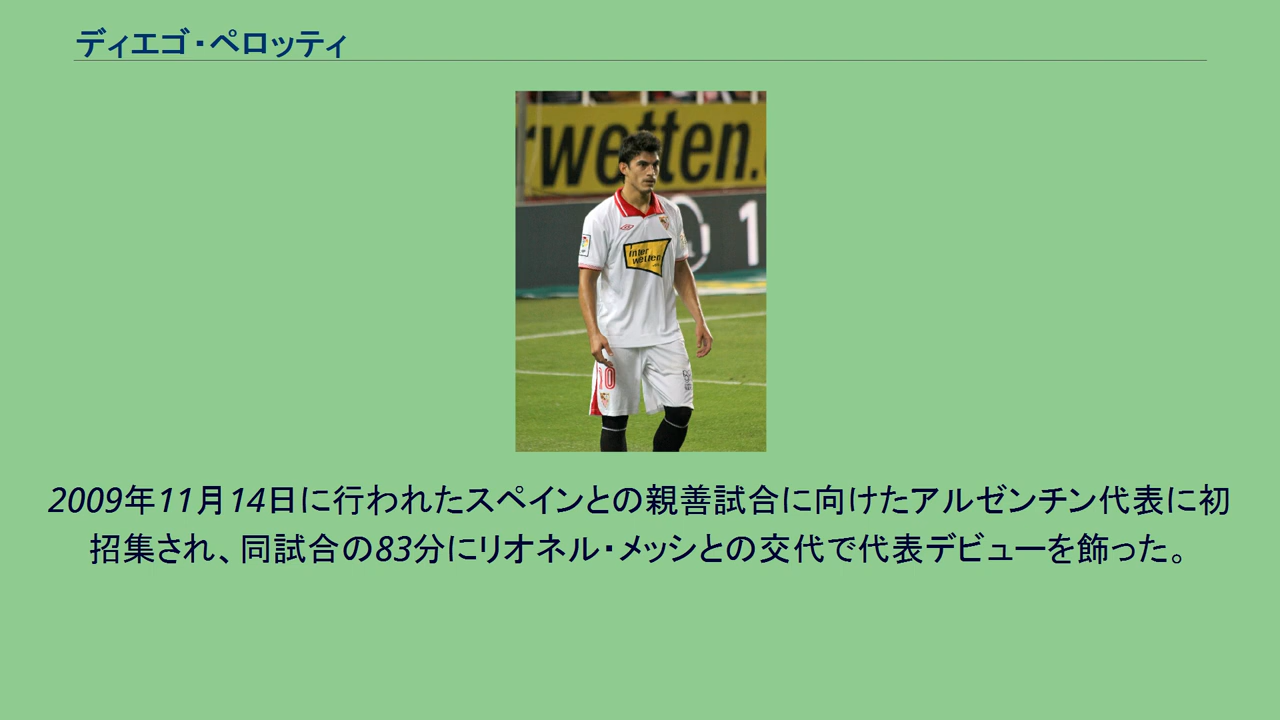 ディエゴ・ペロッティ
rwetten.
1
Inter
wetten
10
2009年11月14日に行われたスペインとの親善試合に向けたアルゼンチン代表に初
招集され、同試合の83分にリオネル・メッシとの交代で代表デビューを飾った。